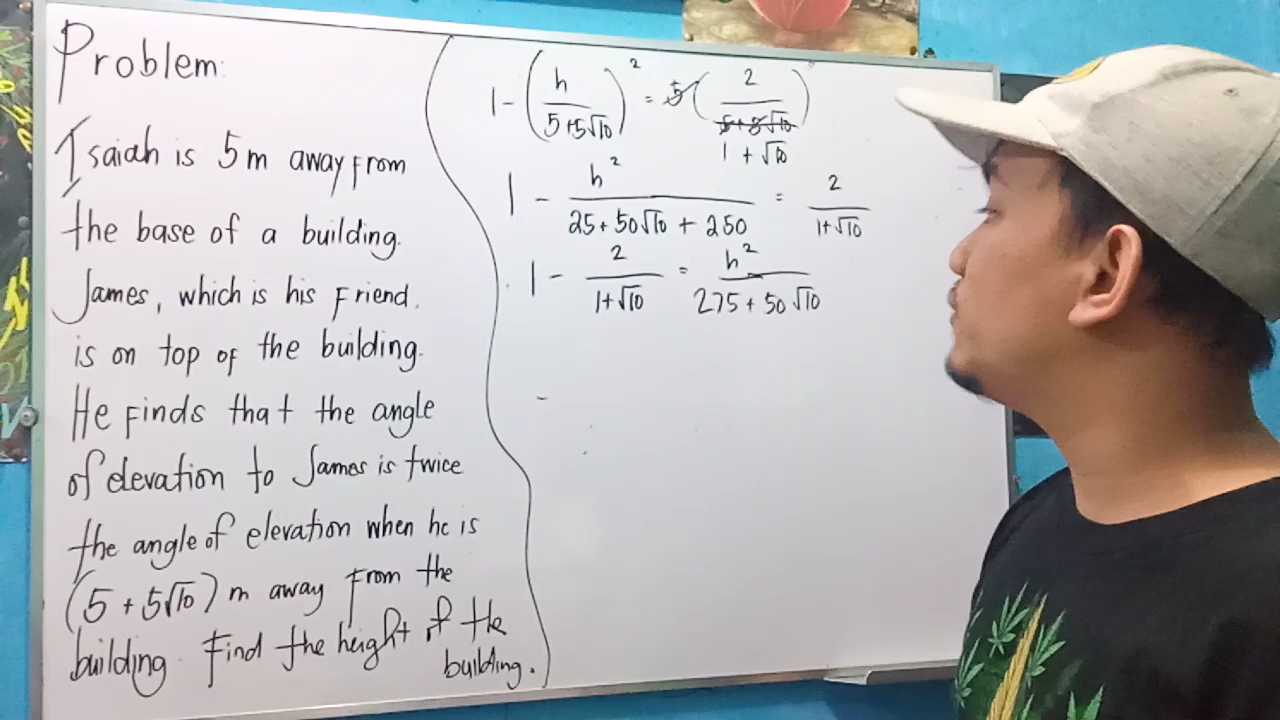 Problem:
Isaiah is 5m away from
the base of a building.
James, which is his friend,
is on top of the building.
He finds that the angle
of elevation to James is twice
the angle of elevation when he is
(5 + 5√10) m away from the
building. Find the height of the
building.
1 - (h / (5+5√10))² = 5 (2 / (5+5√10))
1 + √10
1 - h² / (25 + 50√10 + 250) = 2 / (1+√10)
1 - 2 / (1+√10) = h² / (275 + 50√10)